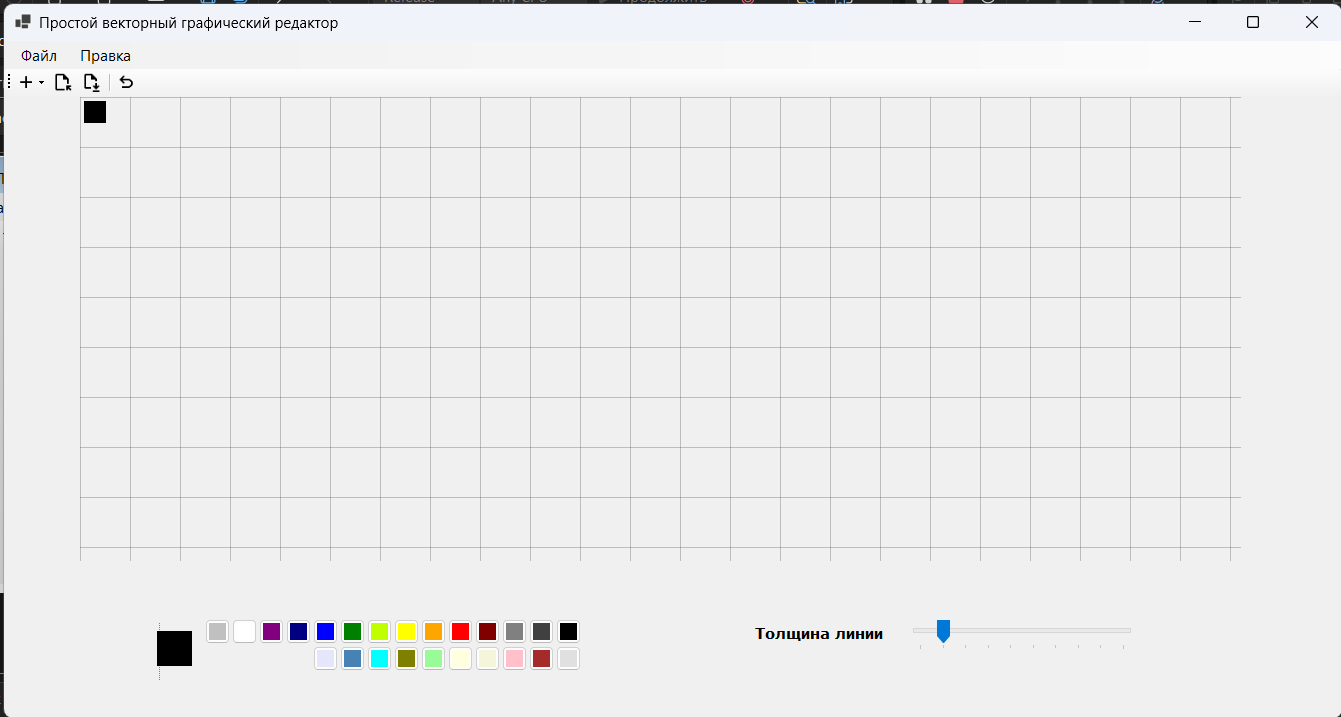 Простой векторный графический редактор
Файл Правка
Толщина линии